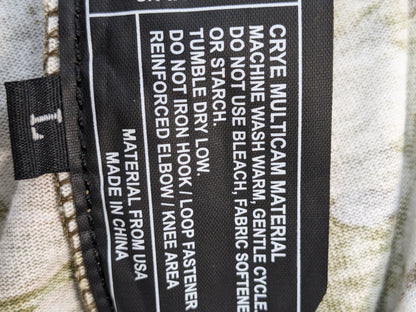 CRYE MULTICAM MATERIAL
MACHINE WASH WARM, GENTLE CYCLE.
DO NOT USE BLEACH, FABRIC SOFTENE
OR STARCH.
TUMBLE DRY LOW.
DO NOT IRON HOOK / LOOP FASTENER
REINFORCED ELBOW / KNEE AREA
MATERIAL FROM USA
MADE IN CHINA
L